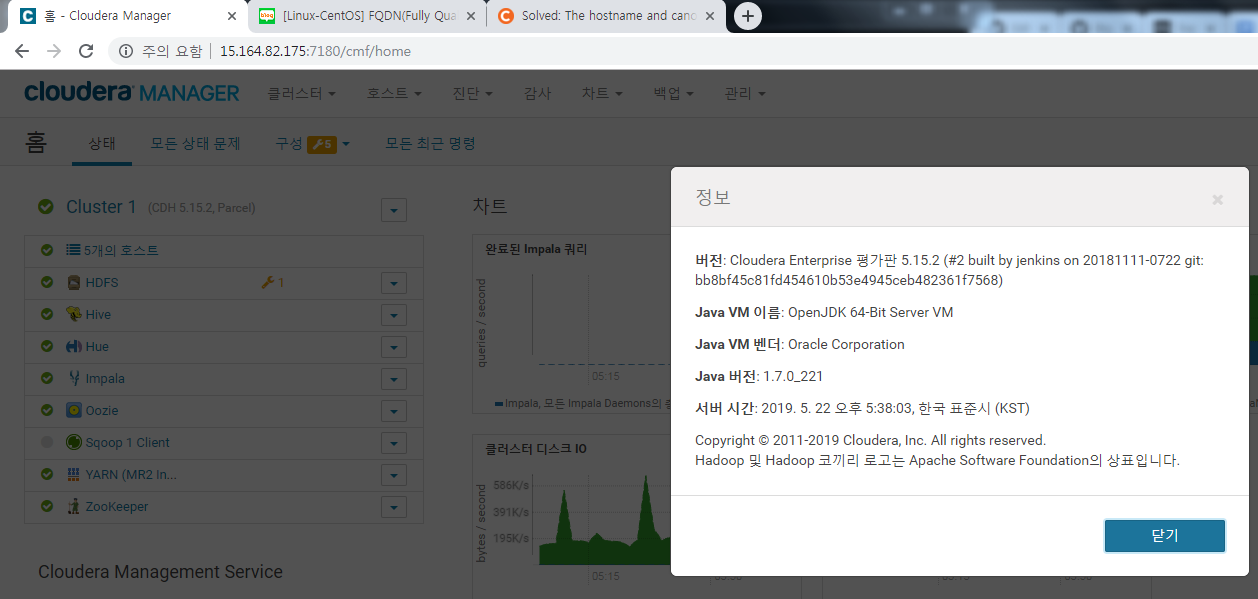 홈 - Cloudera Manager
[Linux-CentOS] FQDN(Fully Qua
Solved: The hostname and canc
주의 요함 | 15.164.82.175:7180/cmf/home
cloudera MANAGER 클러스터 호스트 진단 감사 차트 백업 관리
홈 상태 모든 상태 문제 구성 5 모든 최근 명령
Cluster 1 (CDH 5.15.2, Parcel)
5개의 호스트
HDFS 1
Hive
Hue
Impala
Oozie
Sqoop 1 Client
YARN (MR2 In...
ZooKeeper
Cloudera Management Service
차트
완료된 Impala 쿼리
queries / second
05:15
Impala, 모든 Impala Daemons의
클러스터 디스크 IO
bytes / second
586K/s
391K/s
195K/s
05:15
정보
버전: Cloudera Enterprise 평가판 5.15.2 (#2 built by jenkins on 20181111-0722 git:
bb8bf45c81fd454610b53e4945ceb482361f7568)
Java VM 이름: OpenJDK 64-Bit Server VM
Java VM 벤더: Oracle Corporation
Java 버전: 1.7.0_221
서버 시간: 2019. 5. 22 오후 5:38:03, 한국 표준시 (KST)
Copyright © 2011-2019 Cloudera, Inc. All rights reserved.
Hadoop 및 Hadoop 코끼리 로고는 Apache Software Foundation의 상표입니다.
닫기